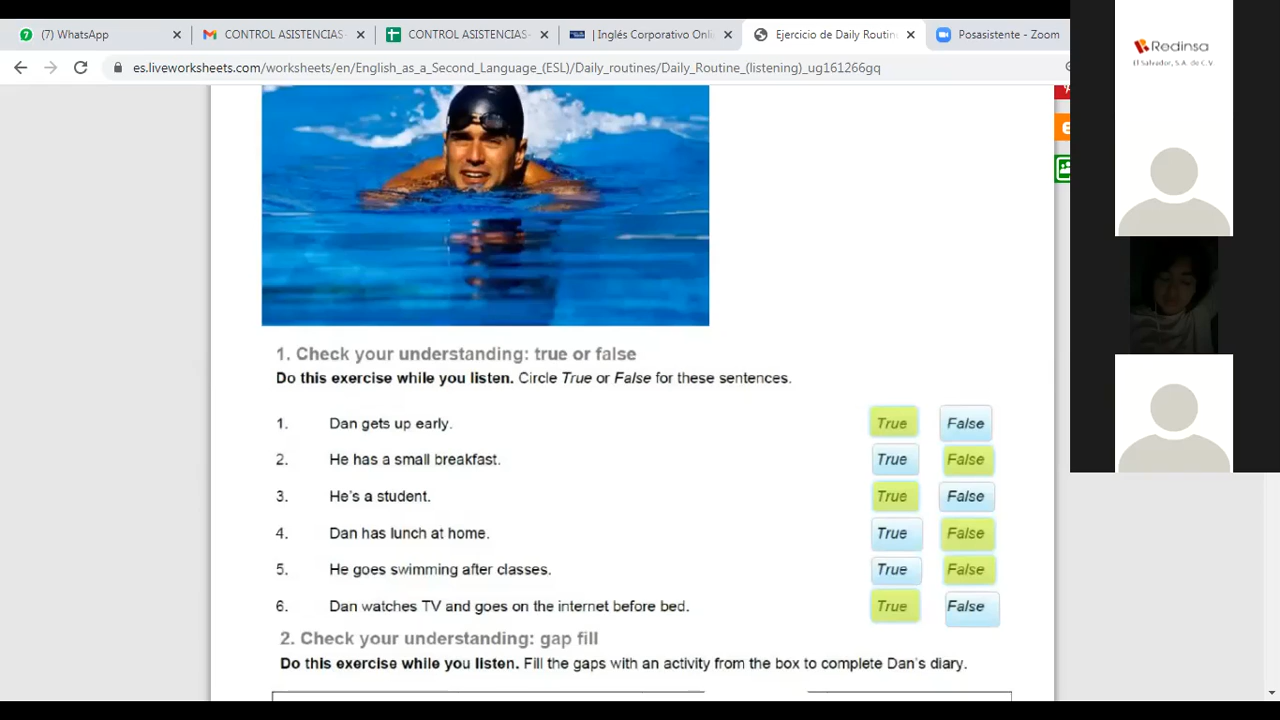 (7) WhatsApp
CONTROL ASISTENCIAS-
CONTROL ASISTENCIAS-
| Inglés Corporativo Onli
Ejercicio de Daily Routin
Posasistente - Zoom
es.liveworksheets.com/worksheets/en/English_as_a_Second_Language_(ESL)/Daily_routines/Daily_Routine_(listening)_ug161266gq
Redinsa
El Salvador, S.A. de C.V.
1. Check your understanding: true or false
Do this exercise while you listen. Circle True or False for these sentences.
1. Dan gets up early. True False
2. He has a small breakfast. True False
3. He's a student. True False
4. Dan has lunch at home. True False
5. He goes swimming after classes. True False
6. Dan watches TV and goes on the internet before bed. True False
2. Check your understanding: gap fill
Do this exercise while you listen. Fill the gaps with an activity from the box to complete Dan's diary.